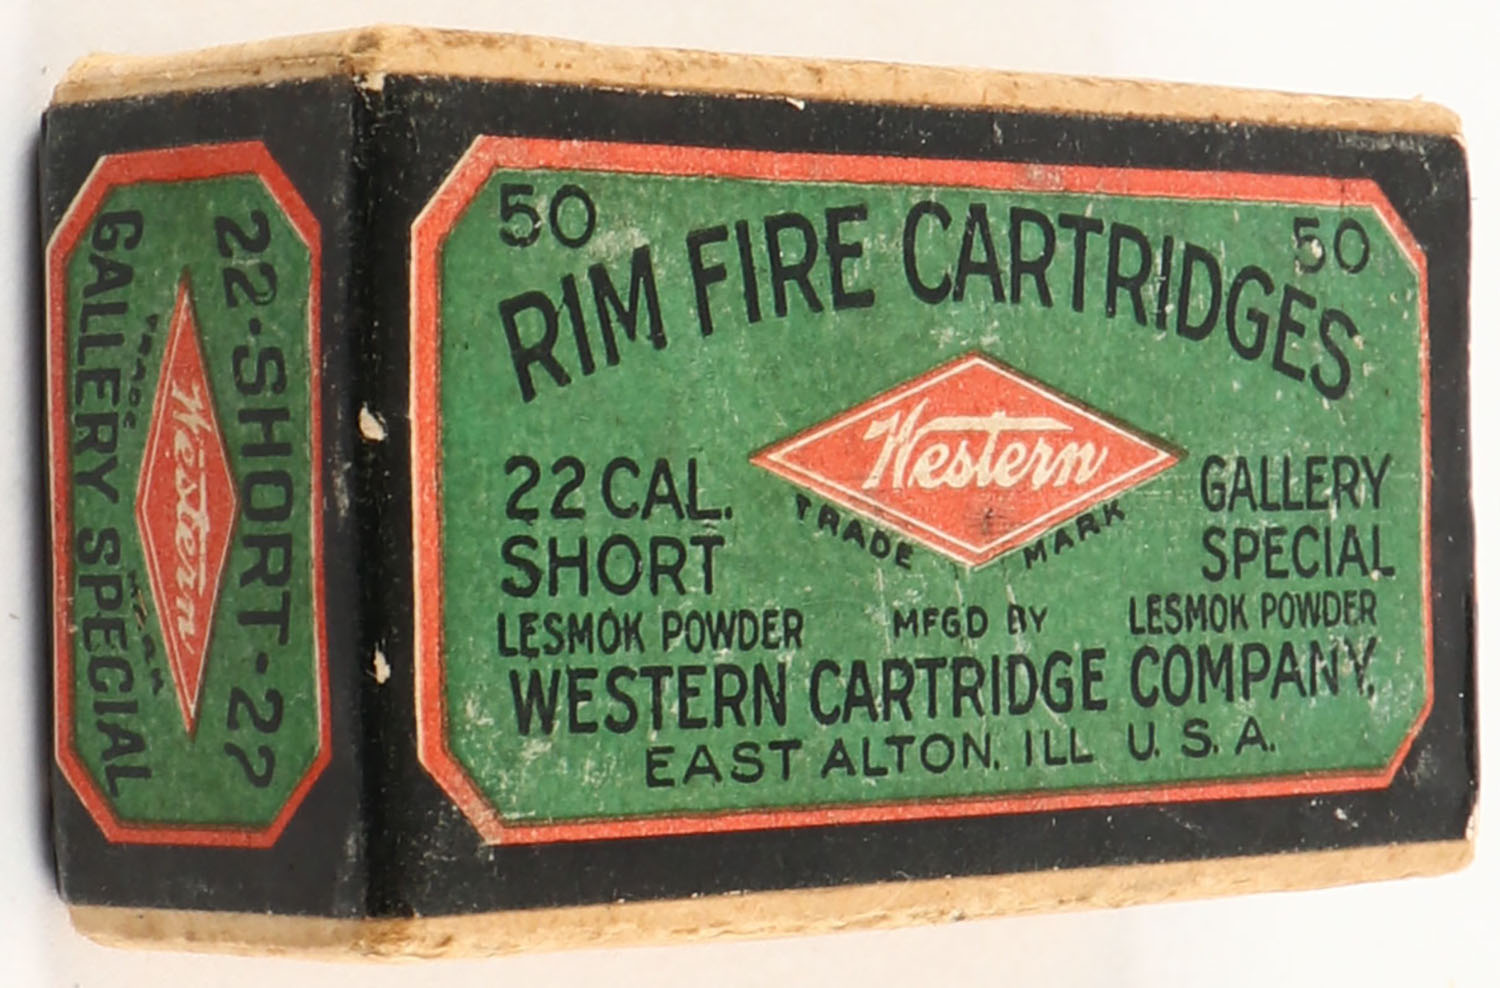 50 50
RIM FIRE CARTRIDGES
Western
TRADE MARK
22 CAL.
SHORT
LESMOK POWDER
GALLERY
SPECIAL
LESMOK POWDER
MFGD BY
WESTERN CARTRIDGE COMPANY,
EAST ALTON, ILL U. S. A.
22-SHORT-22
Western
GALLERY SPECIAL